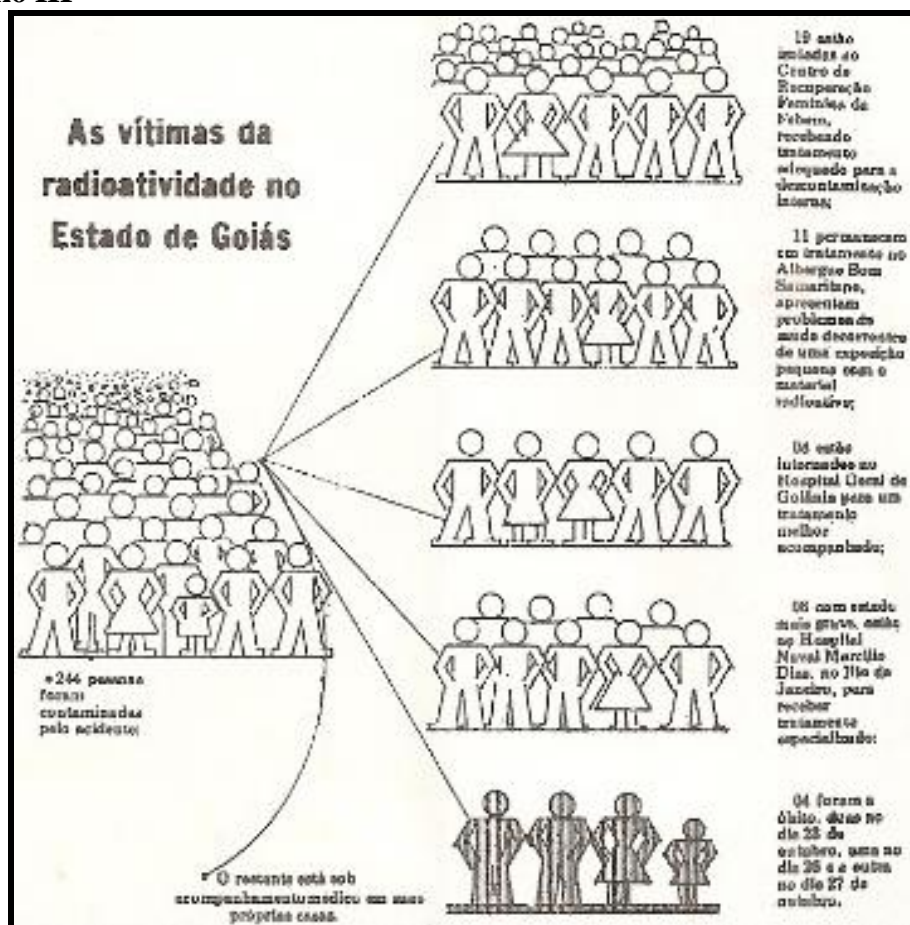 As vítimas da
radioatividade no
Estado de Goiás
19 estão
isoladas no
Centro de
Recuperação
Feminino da
Febem,
recebendo
tratamento
adequado para a
descontaminação
interna;
11 permanecem
em tratamento no
Albergue Bom
Samaritano,
apresentam
problemas de
saúde decorrentes
de uma exposição
pequena com o
material
radioativo;
estão
internados no
Hospital Geral de
Goiânia para um
tratamento
melhor
acompanhado;
com estado
mais grave, estão
no Hospital
Naval Marcílio
Dias, no Rio de
Janeiro, para
receber
tratamento
especializado;
04 foram a
óbito, duas no
dia 23 de
outubro, uma no
dia e a outra
no dia 27 de
outubro.
244 pessoas
foram
contaminadas
pelo acidente;
O restante está sob
acompanhamento médico em suas
próprias casas.